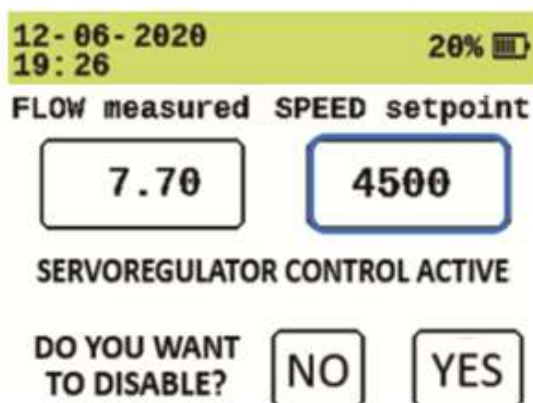 12-06-2020 20%
19:26
FLOW measured SPEED setpoint
7.70 4500
SERVOREGULATOR CONTROL ACTIVE
DO YOU WANT NO YES
TO DISABLE?